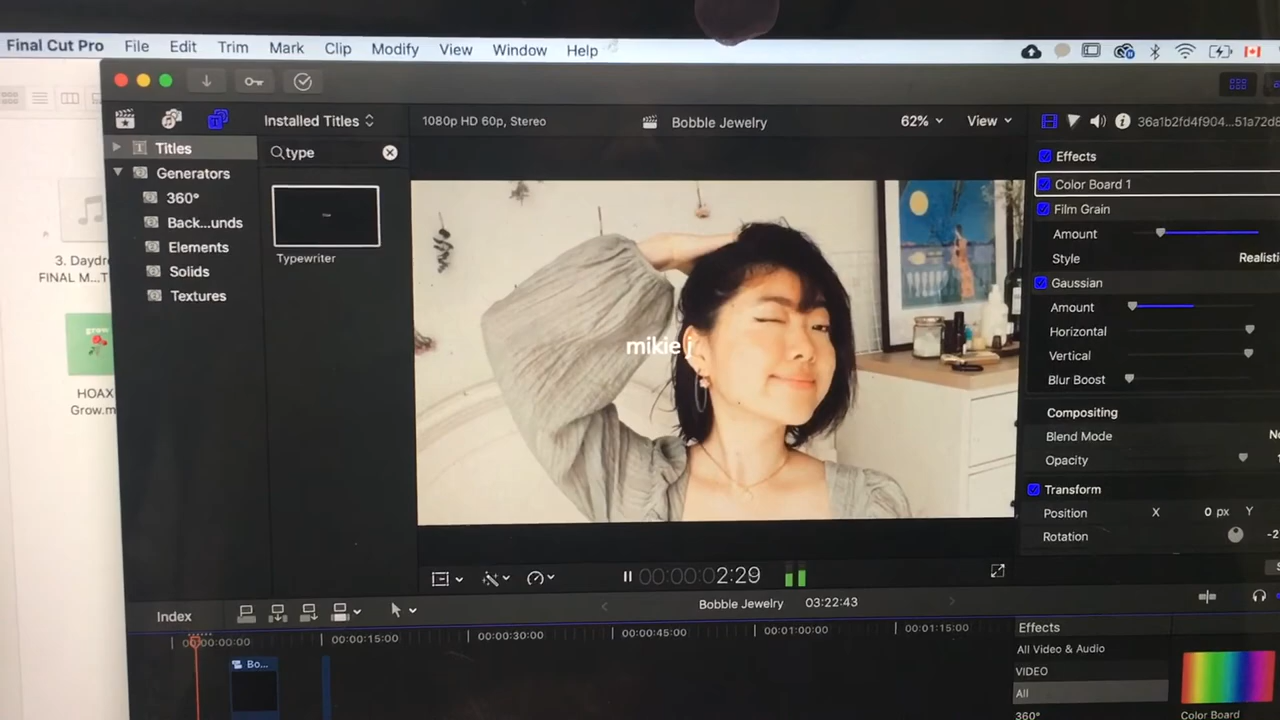 Final Cut Pro File Edit Trim Mark Clip Modify View Window Help
Installed Titles
1080p HD 60p, Stereo
Bobble Jewelry
62%
View
36a1b2fd4f904...51a72d8
Titles
Generators
360°
Back...unds
Elements
Solids
Textures
type
Typewriter
mikie j
Effects
Color Board 1
Film Grain
Amount
Style Realisti
Gaussian
Amount
Horizontal
Vertical
Blur Boost
Compositing
Blend Mode
Opacity
Transform
Position X 0 px Y
Rotation -2
3. Daydr
FINAL M...T
grow
HOAX
Grow.m
00:00:02:29
Index
Bobble Jewelry 03:22:43
00:00:00:00 00:00:15:00 00:00:30:00 00:00:45:00 00:01:00:00 00:01:15:00
Bo...
Effects
All Video & Audio
VIDEO
All
360°
Color Board